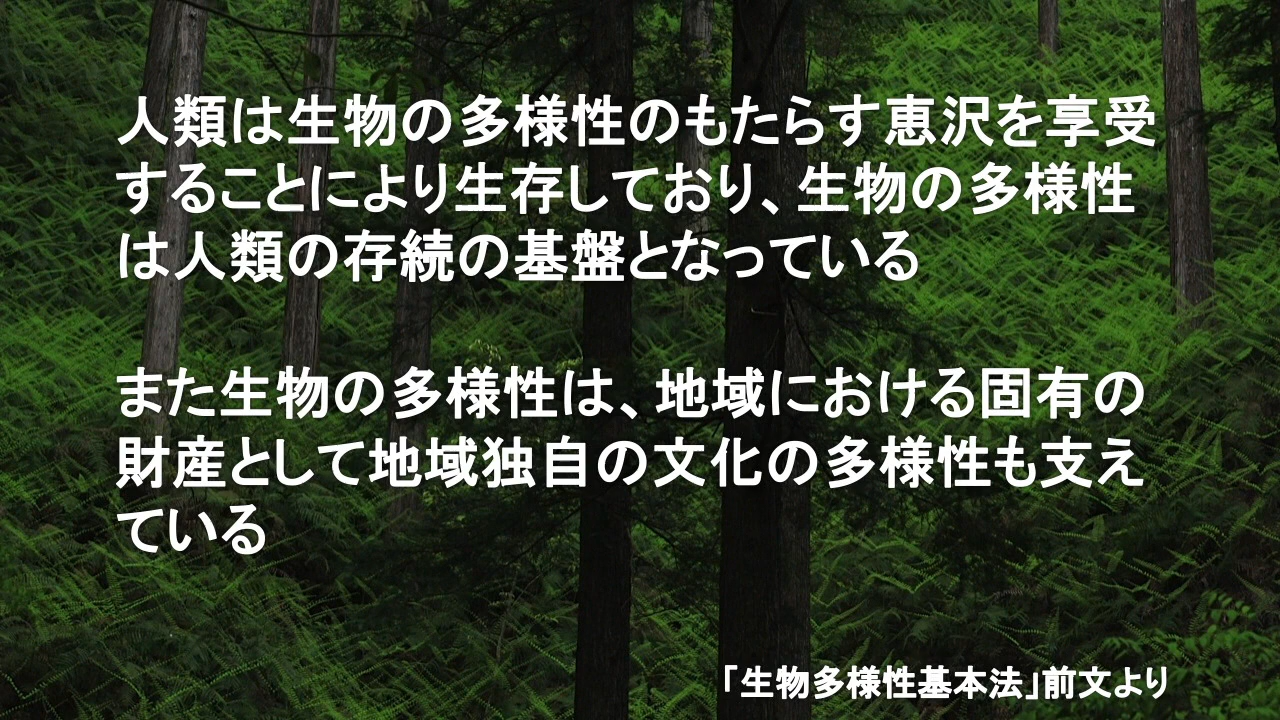 人類は生物の多様性のもたらす恵沢を享受
することにより生存しており、生物の多様性
は人類の存続の基盤となっている
また生物の多様性は、地域における固有の
財産として地域独自の文化の多様性も支え
ている
「生物多様性基本法」前文より